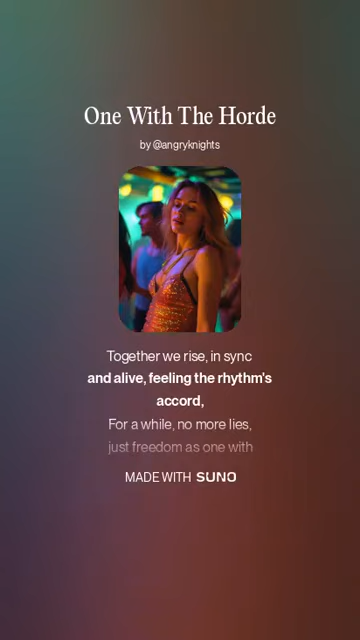 One With The Horde
by @angryknights
Together we rise, in sync
and alive, feeling the rhythm's
accord,
For a while, no more lies,
just freedom as one with
MADE WITH SUNO